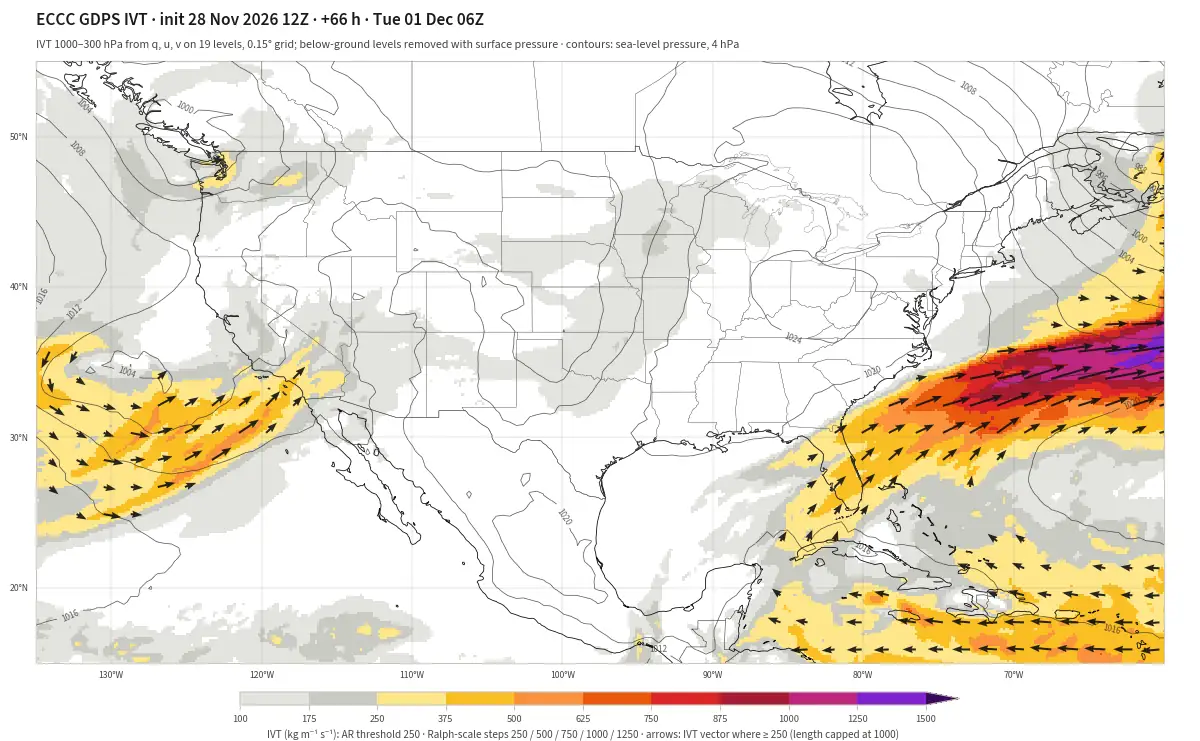 ECCC GDPS IVT · init 28 Nov 2026 12Z · +66 h · Tue 01 Dec 06Z
IVT 1000–300 hPa from q, u, v on 19 levels, 0.15° grid; below-ground levels removed with surface pressure · contours: sea-level pressure, 4 hPa
1004
1000
1008
1008
50°N
988
1000
1004
1016
40°N
1012
1024
1004
1020
30°N
1020
1016
20°N
1016
1016
1012
130°W 120°W 110°W 100°W 90°W 80°W 70°W
100 175 250 375 500 625 750 875 1000 1250 1500
IVT (kg m⁻¹ s⁻¹): AR threshold 250 · Ralph-scale steps 250 / 500 / 750 / 1000 / 1250 · arrows: IVT vector where ≥ 250 (length capped at 1000)